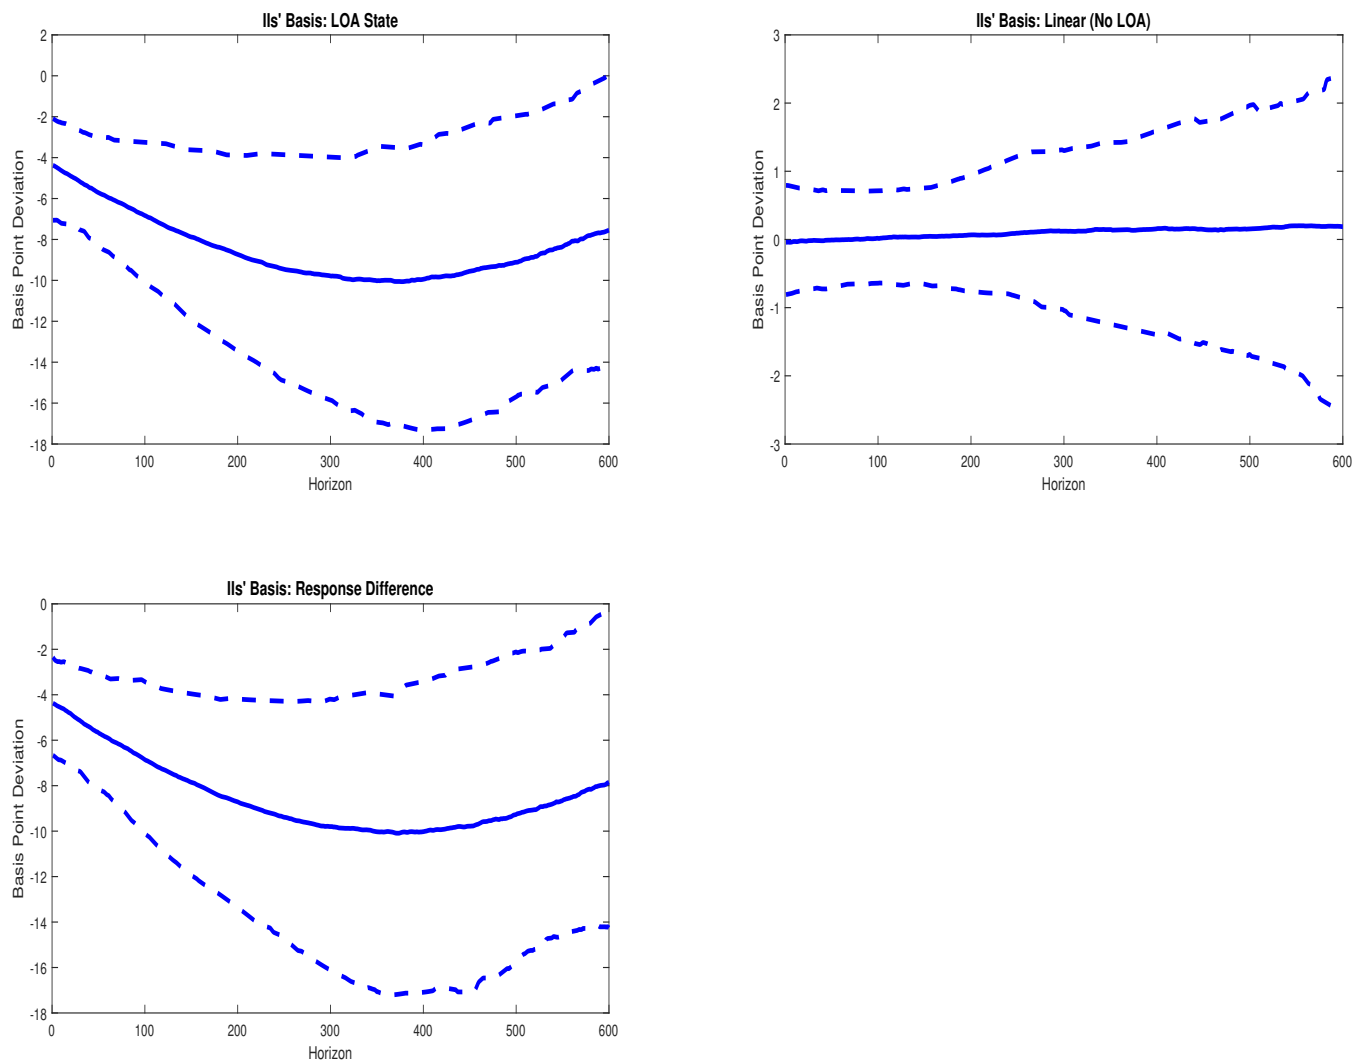 IIs' Basis: LOA State
Basis Point Deviation
2
0
-2
-4
-6
-8
-10
-12
-14
-16
-18
0 100 200 300 400 500 600
Horizon
IIs' Basis: Linear (No LOA)
Basis Point Deviation
3
2
1
0
-1
-2
-3
0 100 200 300 400 500 600
Horizon
IIs' Basis: Response Difference
Basis Point Deviation
0
-2
-4
-6
-8
-10
-12
-14
-16
-18
0 100 200 300 400 500 600
Horizon